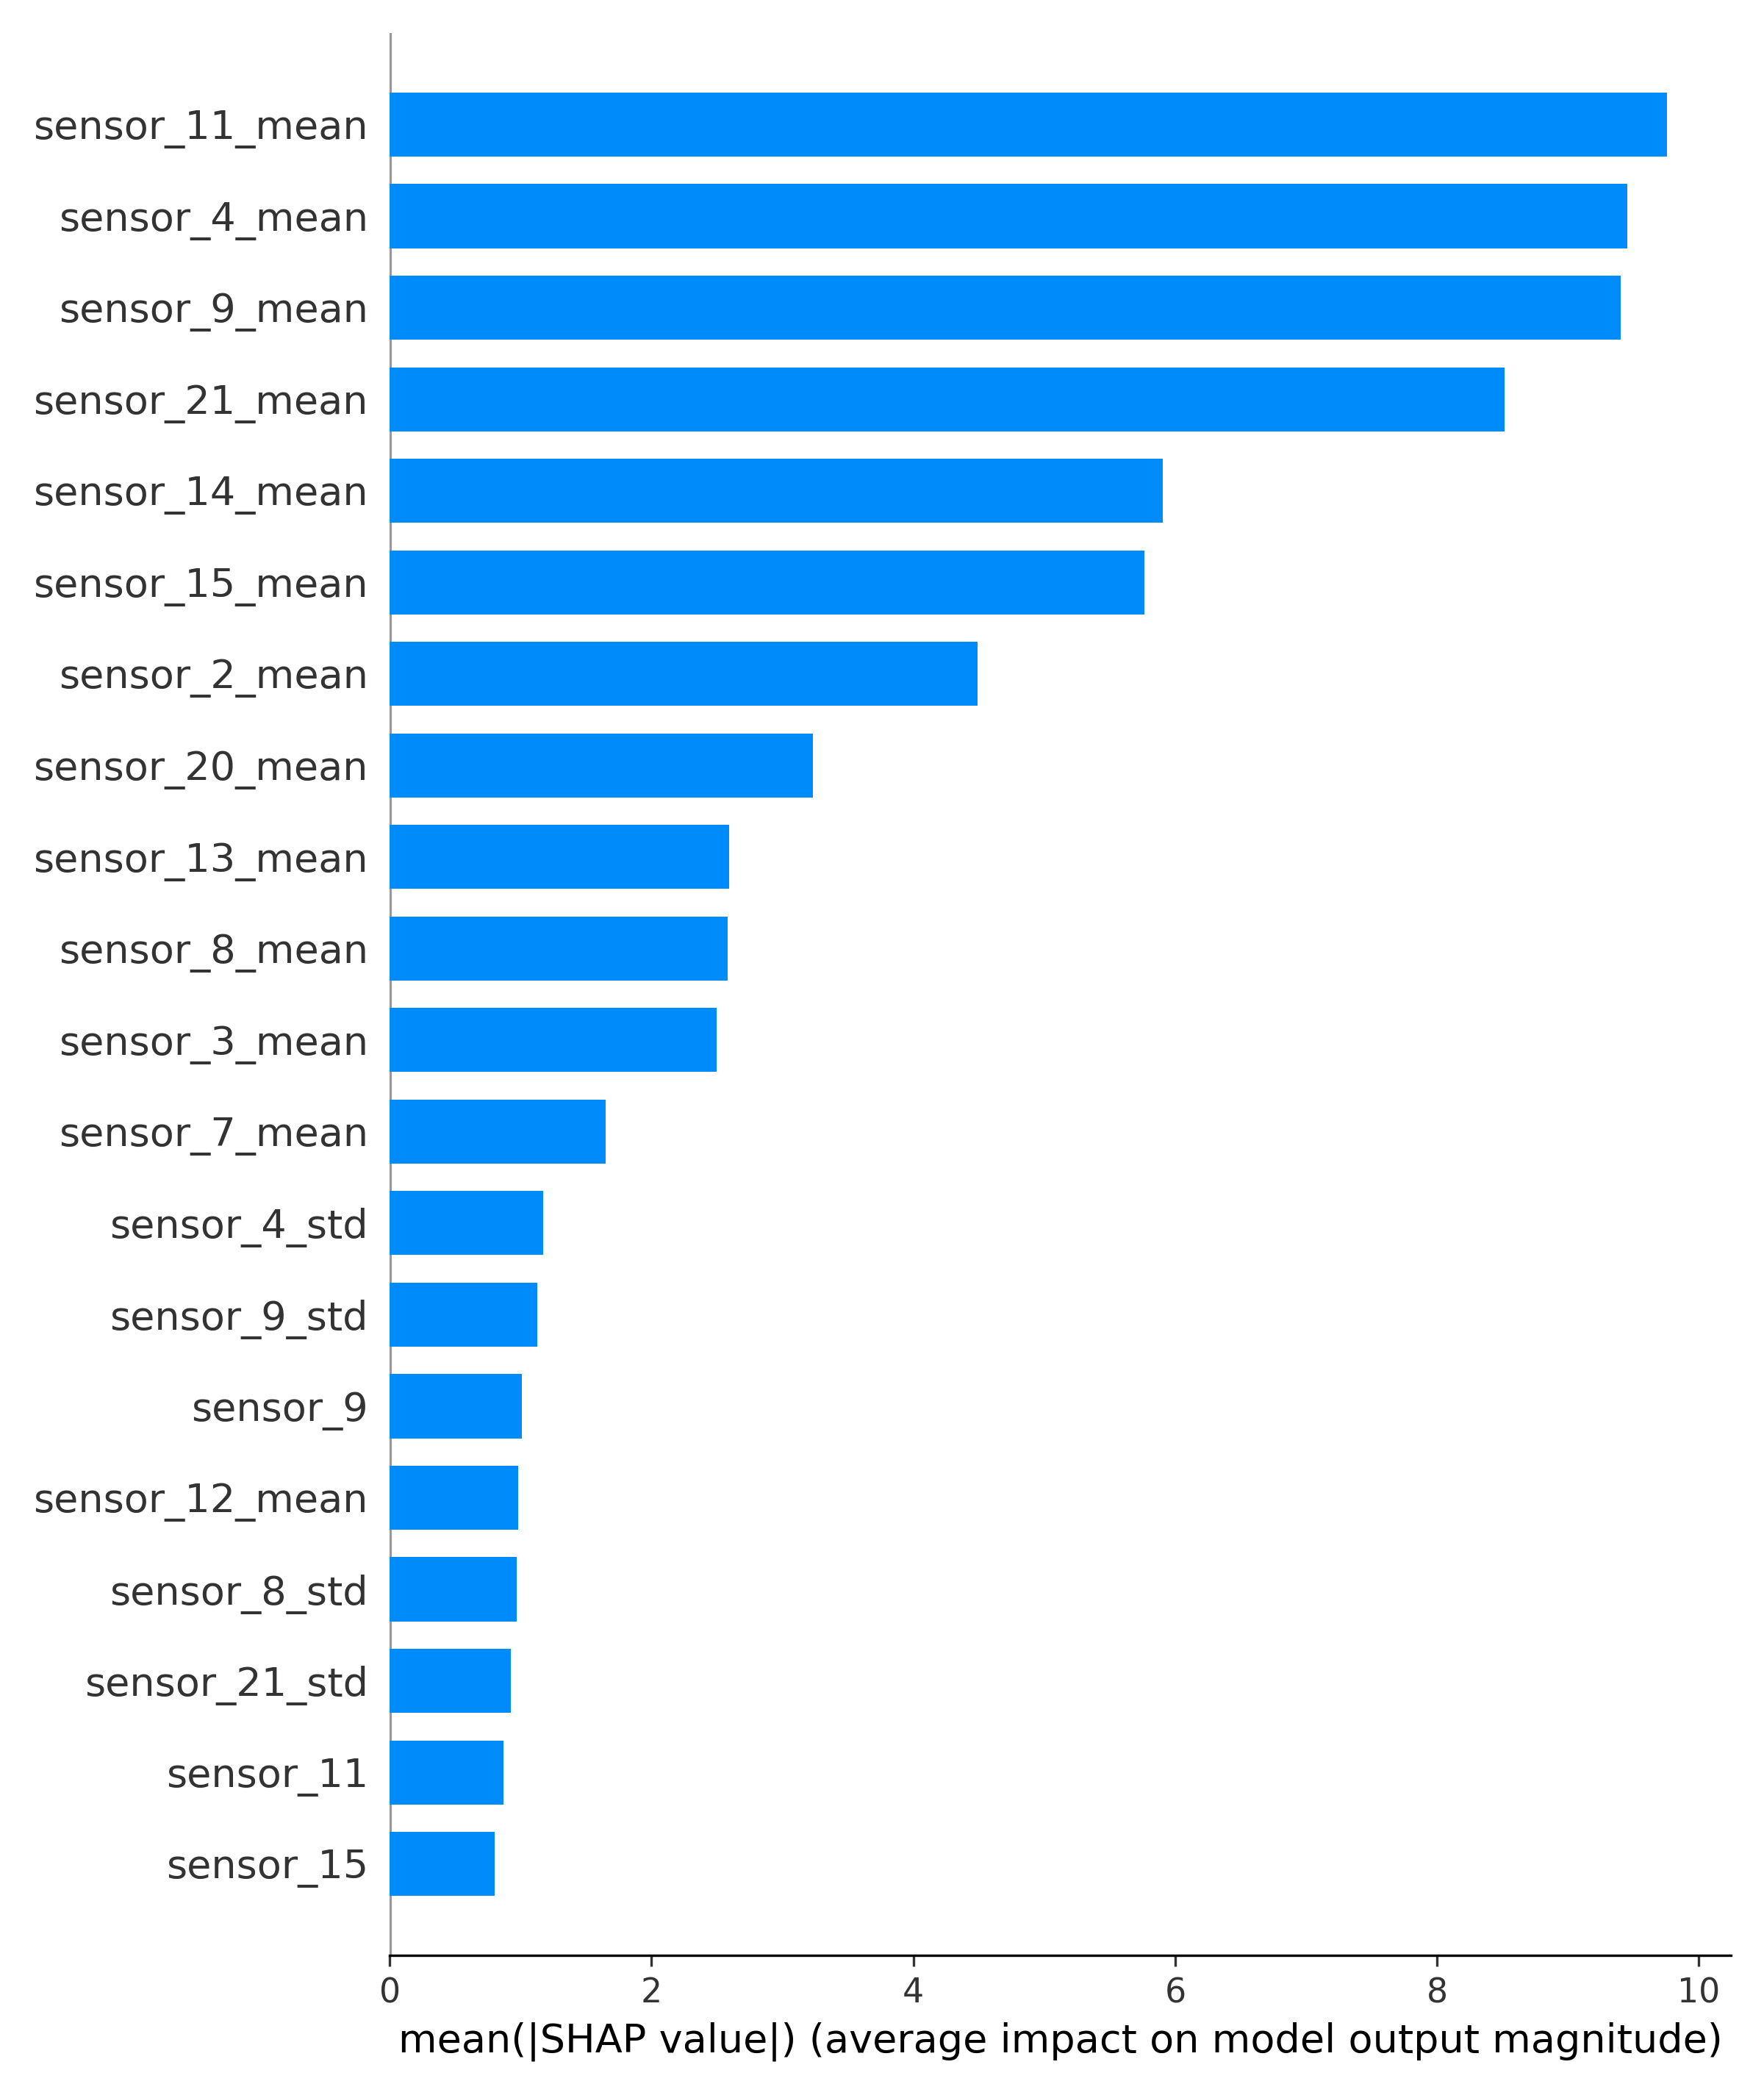 sensor_11_mean
sensor_4_mean
sensor_9_mean
sensor_21_mean
sensor_14_mean
sensor_15_mean
sensor_2_mean
sensor_20_mean
sensor_13_mean
sensor_8_mean
sensor_3_mean
sensor_7_mean
sensor_4_std
sensor_9_std
sensor_9
sensor_12_mean
sensor_8_std
sensor_21_std
sensor_11
sensor_15
0 2 4 6 8 10
mean(|SHAP value|) (average impact on model output magnitude)